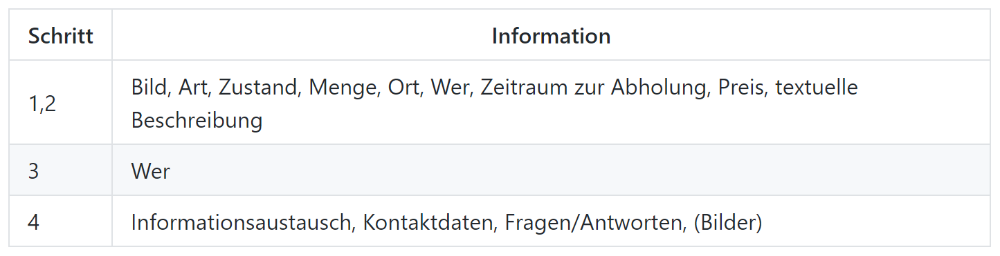 Schritt Information
1,2 Bild, Art, Zustand, Menge, Ort, Wer, Zeitraum zur Abholung, Preis, textuelle
Beschreibung
3 Wer
4 Informationsaustausch, Kontaktdaten, Fragen/Antworten, (Bilder)